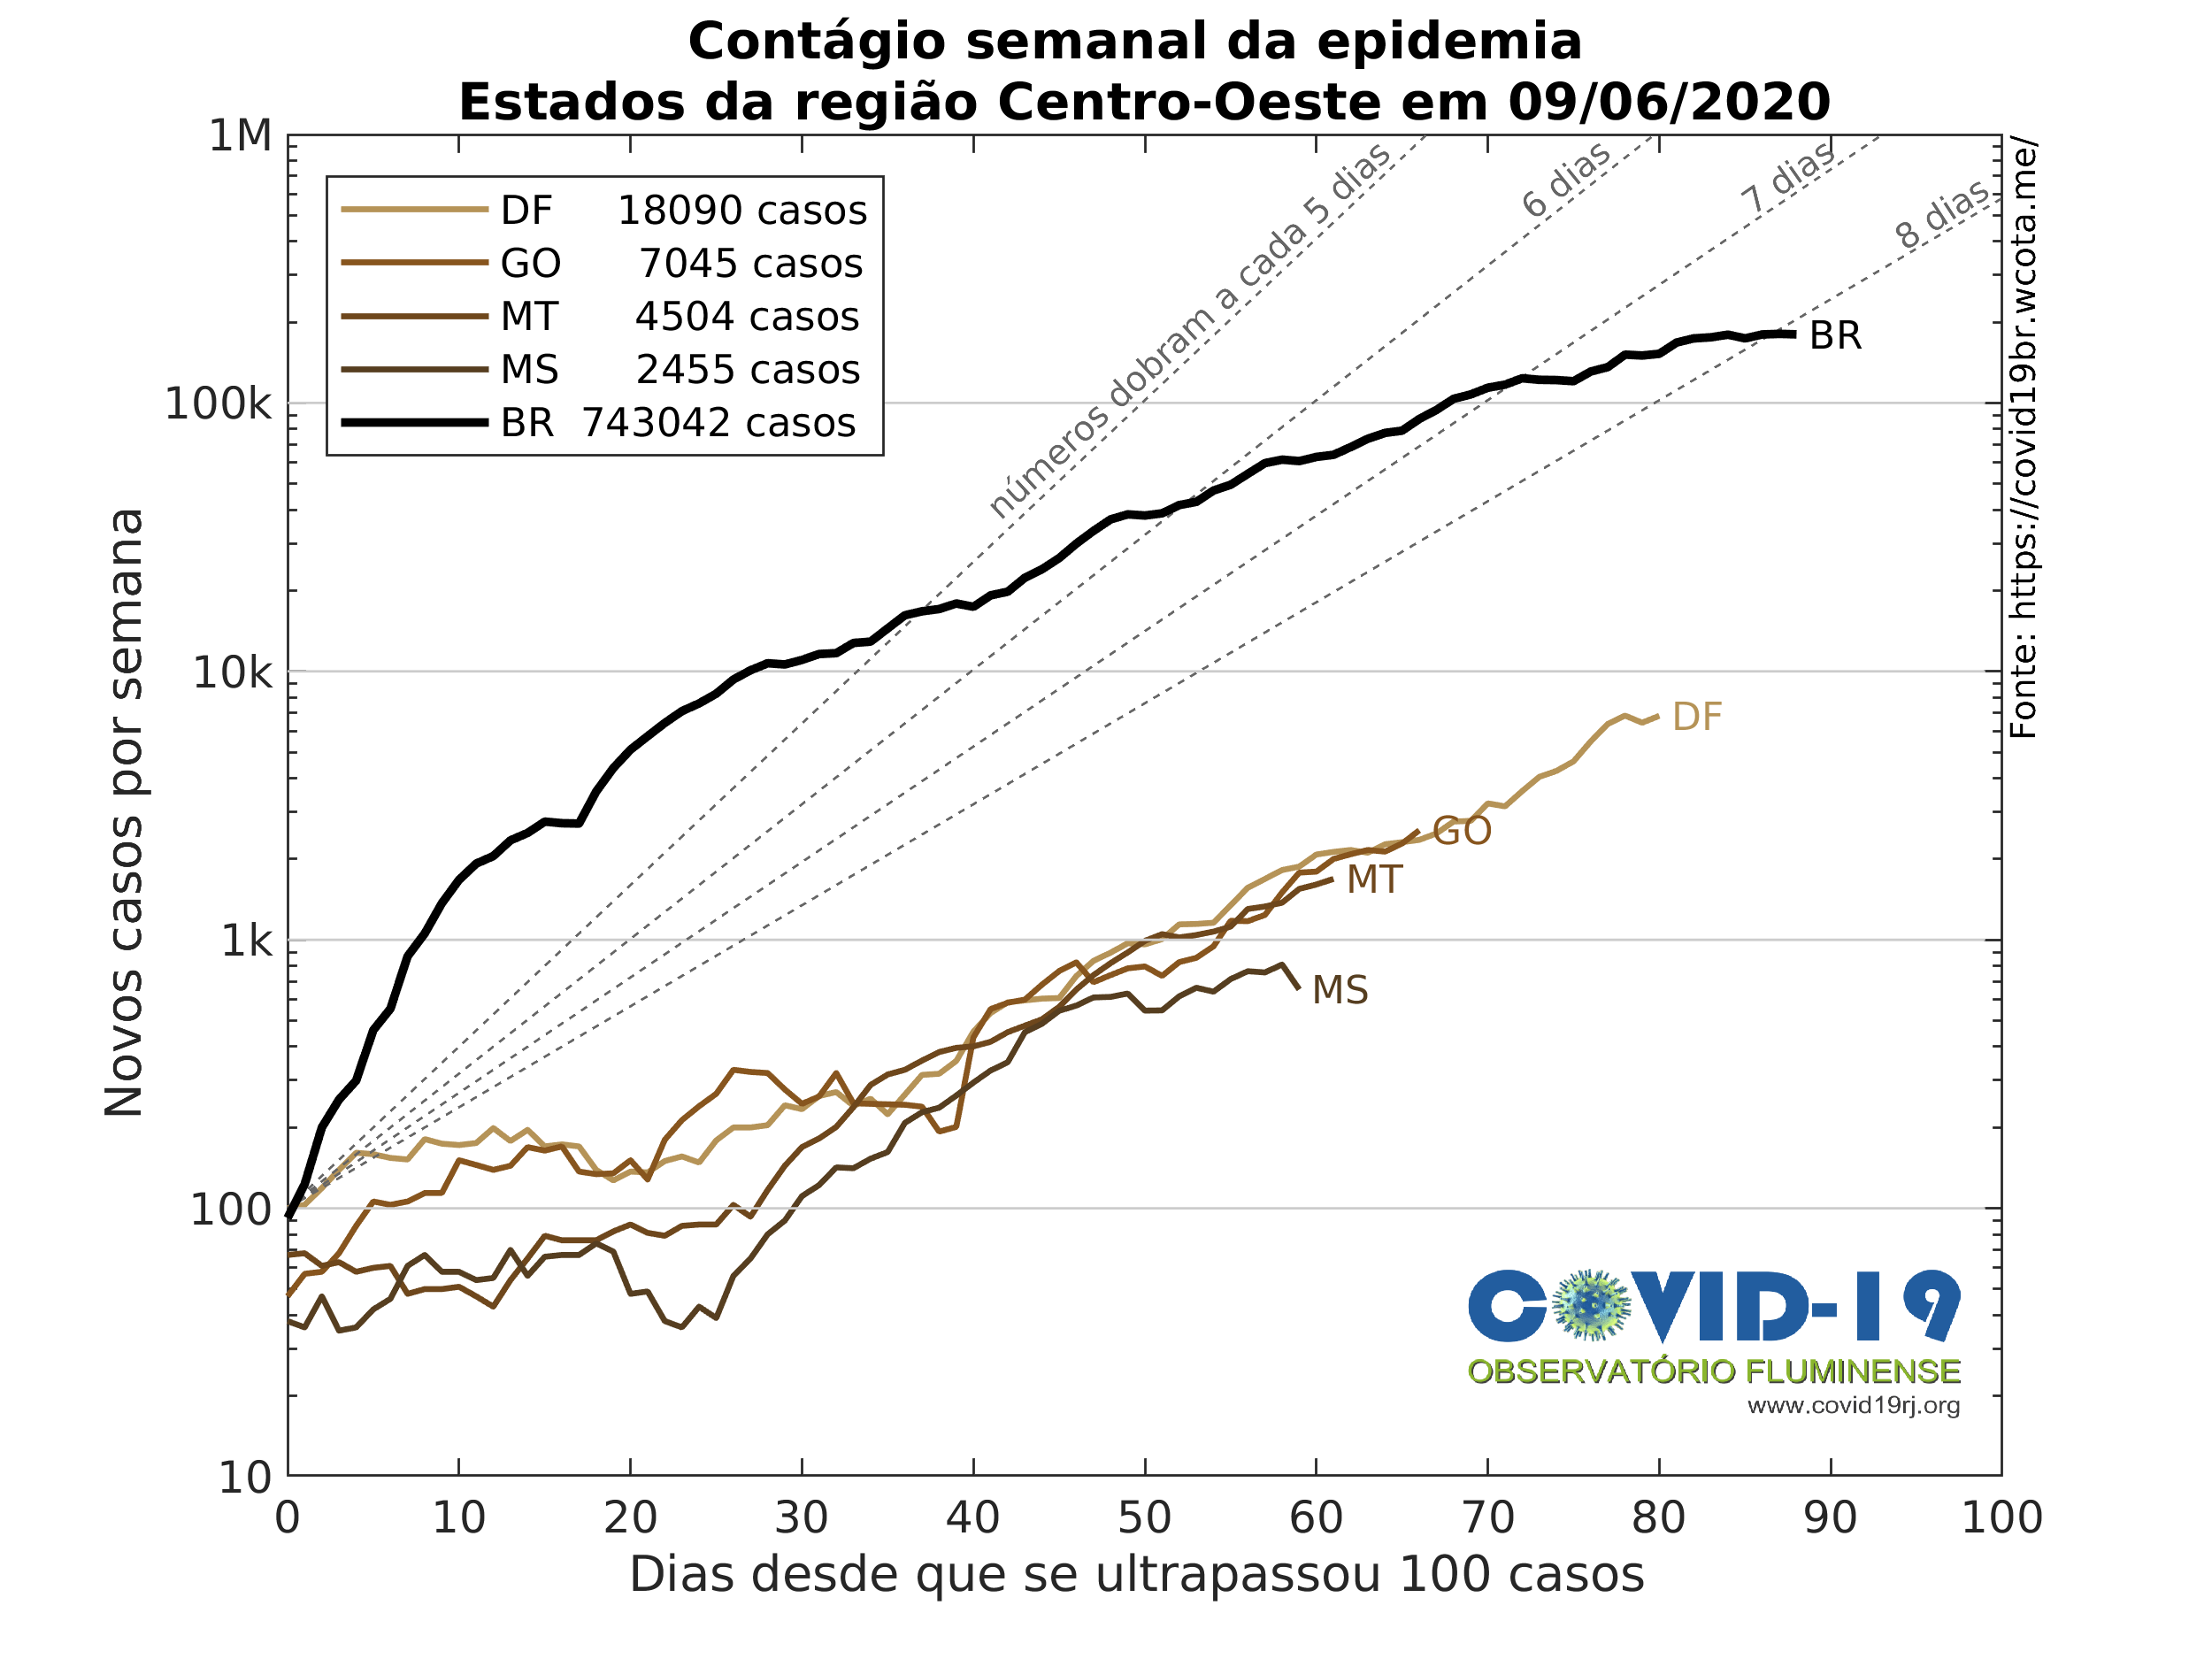 Contágio semanal da epidemia
Estados da região Centro-Oeste em 09/06/2020
1M
100k
10k
1k
100
10
Novos casos por semana
DF 18090 casos
GO 7045 casos
MT 4504 casos
MS 2455 casos
BR 743042 casos
números dobram a cada 5 dias
6 dias
7 dias
8 dias
BR
DF
GO
MT
MS
Fonte: https://covid19br.wcota.me/
COVID-19
OBSERVATÓRIO FLUMINENSE
www.covid19rj.org
0 10 20 30 40 50 60 70 80 90 100
Dias desde que se ultrapassou 100 casos